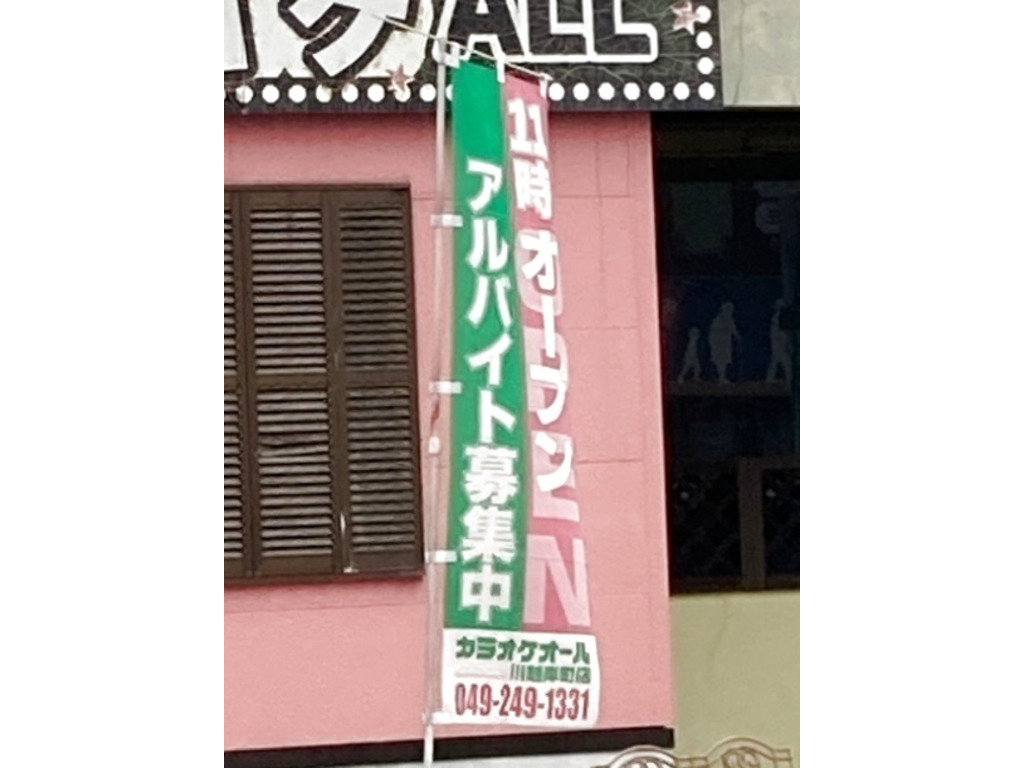 ALL
11時オープン
OPEN
アルバイト募集中
カラオケオール
川越岸町店
049-249-1331